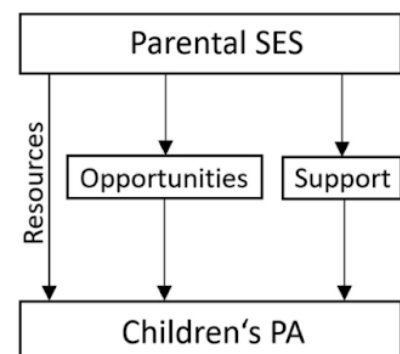 Parental SES
Resources
Opportunities
Support
Children‘s PA